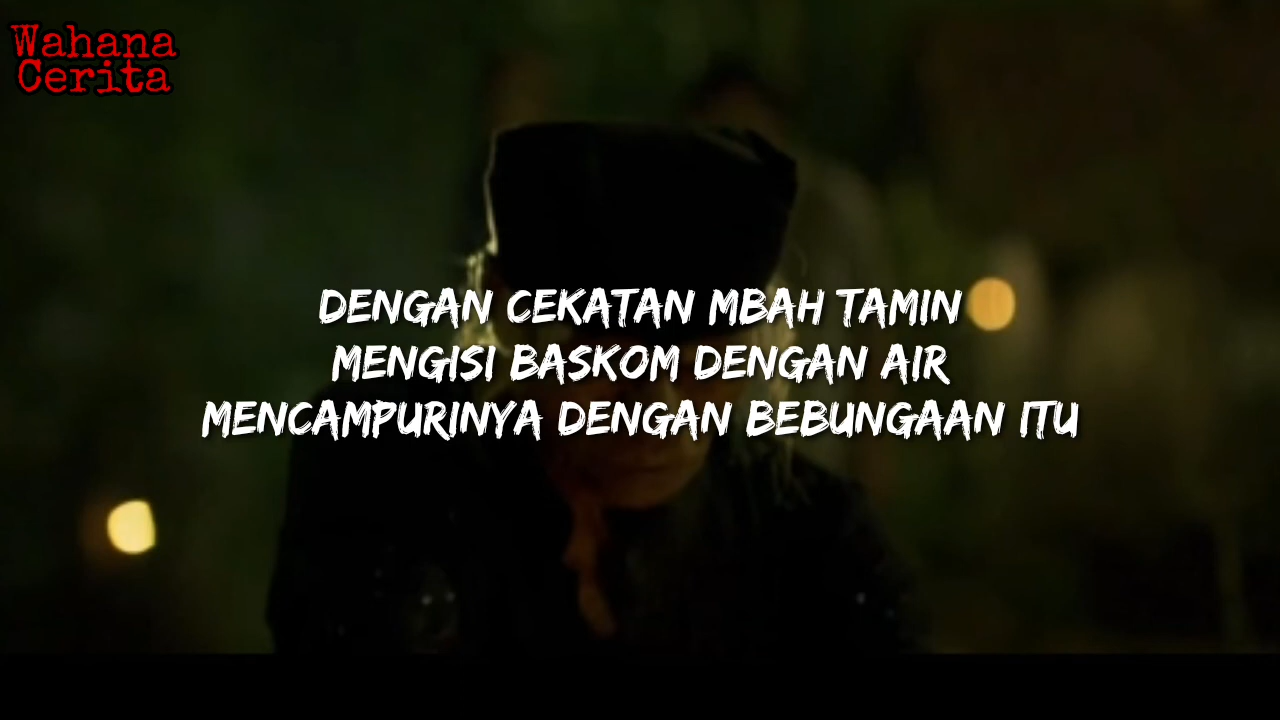 Wahana
Cerita
DENGAN CEKATAN MBAH TAMIN
MENGISI BASKOM DENGAN AIR
MENCAMPURINYA DENGAN BEBUNGAAN ITU